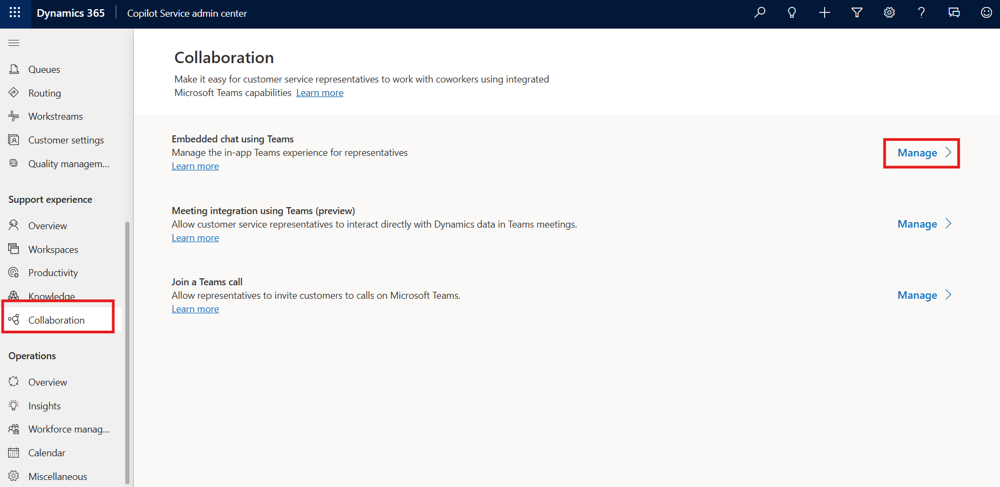 Dynamics 365
Copilot Service admin center
Queues
Routing
Workstreams
Customer settings
Quality managem...
Support experience
Overview
Workspaces
Productivity
Knowledge
Collaboration
Operations
Overview
Insights
Workforce manag...
Calendar
Miscellaneous
Collaboration
Make it easy for customer service representatives to work with coworkers using integrated
Microsoft Teams capabilities Learn more
Embedded chat using Teams
Manage the in-app Teams experience for representatives
Learn more
Manage
Meeting integration using Teams (preview)
Allow customer service representatives to interact directly with Dynamics data in Teams meetings.
Learn more
Manage
Join a Teams call
Allow representatives to invite customers to calls on Microsoft Teams.
Learn more
Manage